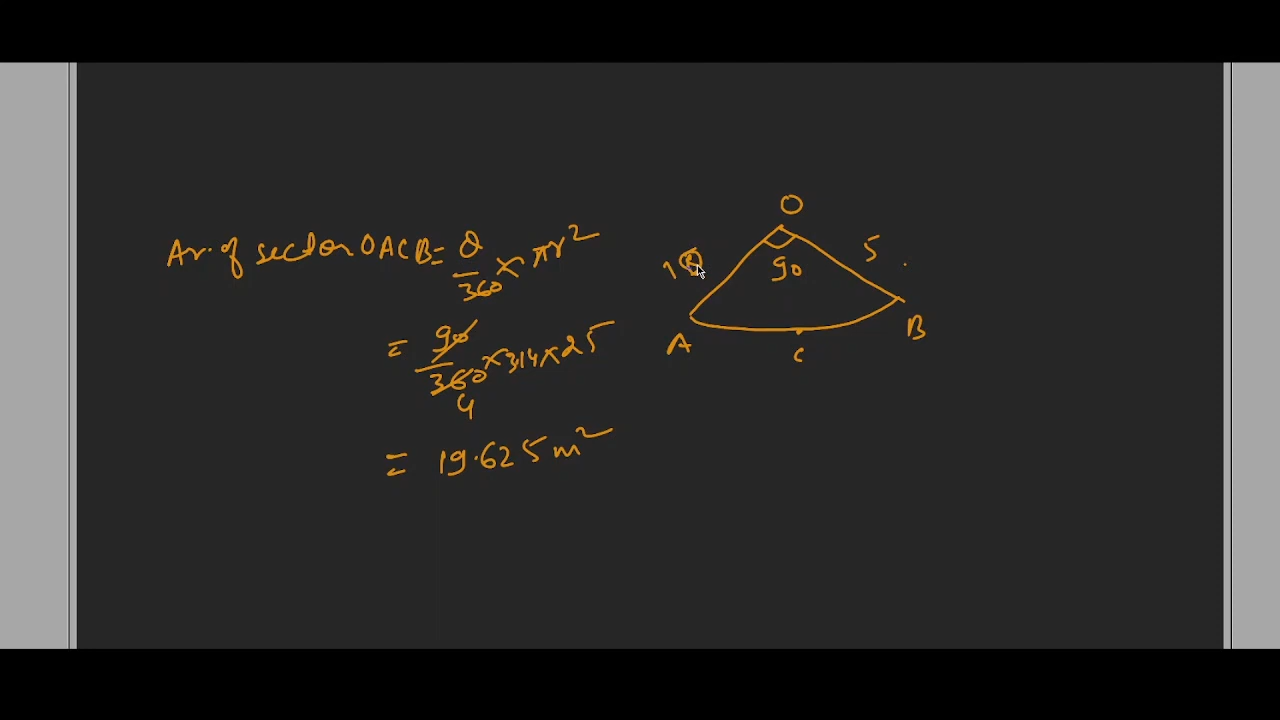 Ar. of sector OACB = θ/360 × πr²
= 90/360 × 3.14 × 25
4
= 19.625 m²
O
5
90
A
B
C